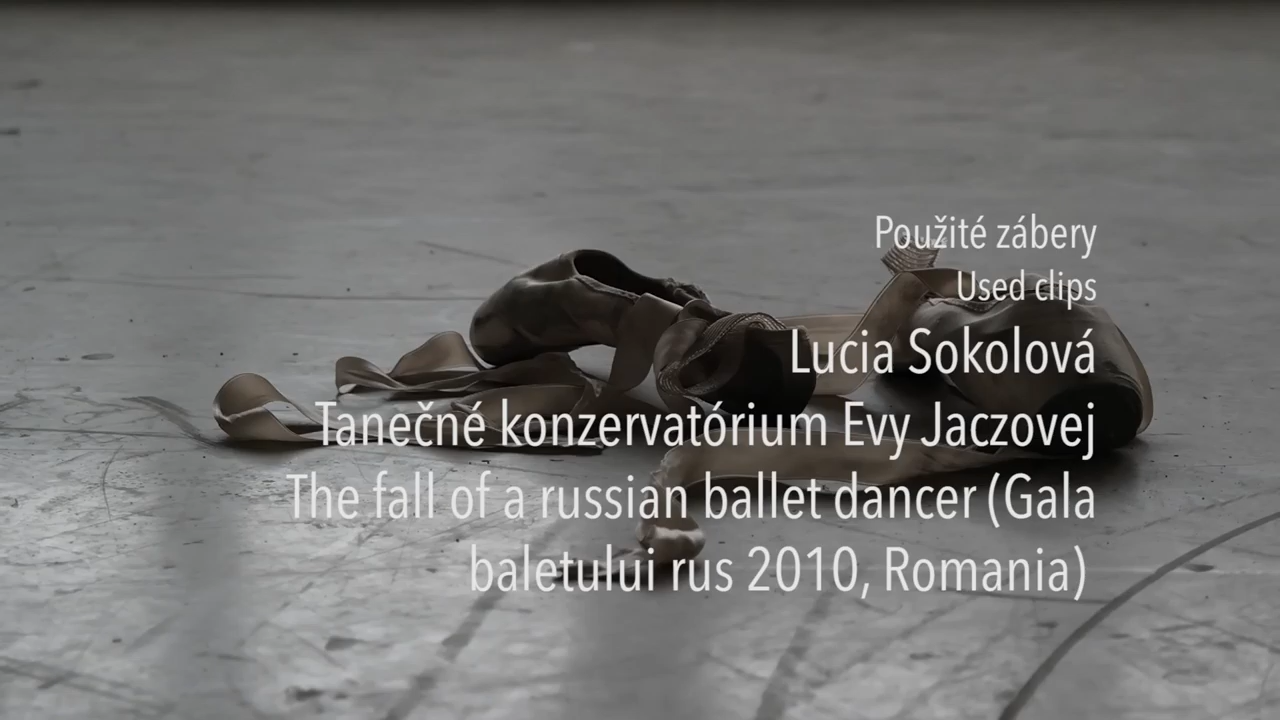 Použité zábery
Used clips
Lucia Sokolová
Tanečné konzervatórium Evy Jaczovej
The fall of a russian ballet dancer (Gala
baletului rus 2010, Romania)